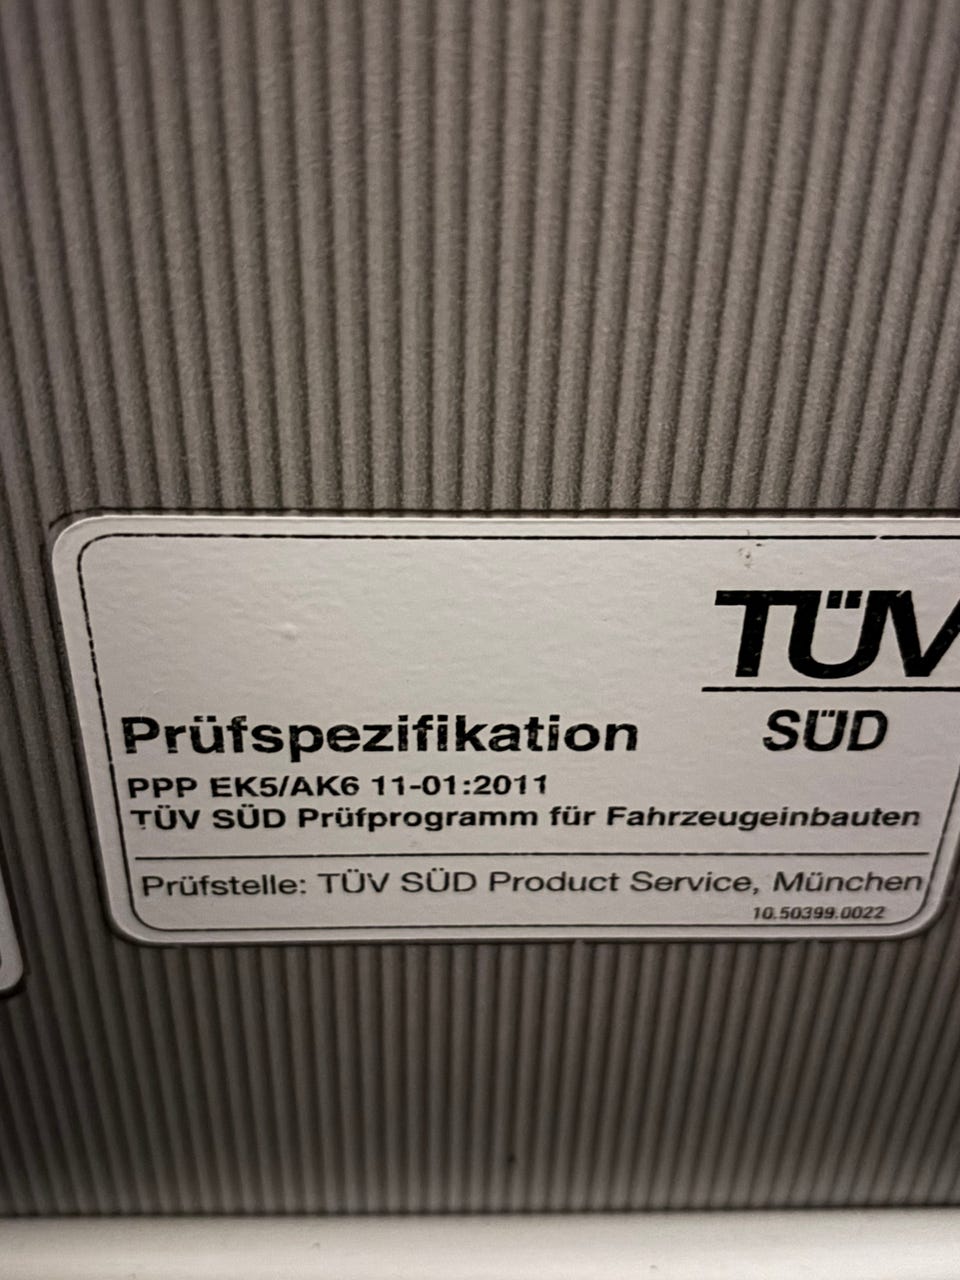 TÜV
SÜD
Prüfspezifikation
PPP EK5/AK6 11-01:2011
TÜV SÜD Prüfprogramm für Fahrzeugeinbauten
Prüfstelle: TÜV SÜD Product Service, München
10.50399.0022